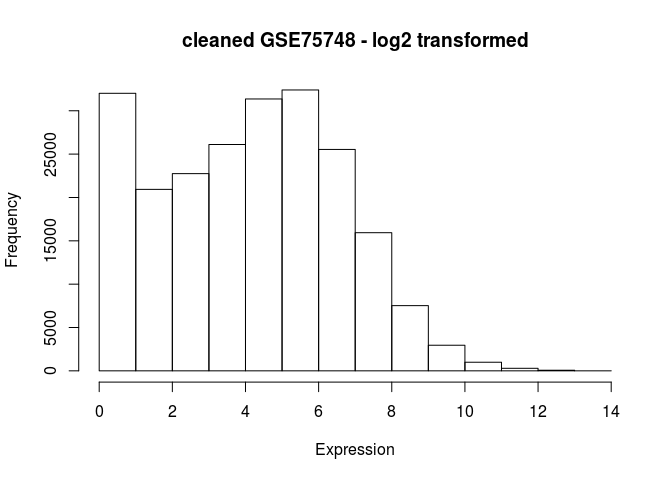 cleaned GSE75748 - log2 transformed
Frequency
25000
15000
5000
0
0 2 4 6 8 10 12 14
Expression